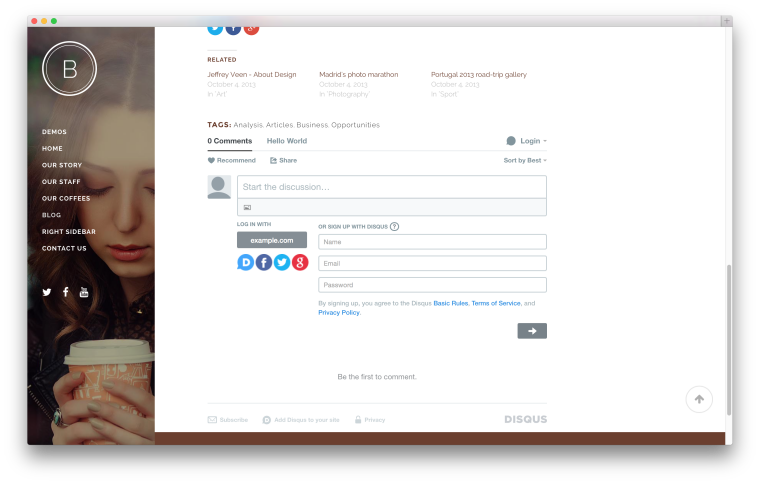 B
DEMOS
HOME
OUR STORY
OUR STAFF
OUR COFFEES
BLOG
RIGHT SIDEBAR
CONTACT US
RELATED
Jeffrey Veen - About Design
October 4, 2013
In "Art"
Madrid's photo marathon
October 4, 2013
In "Photography"
Portugal 2013 road-trip gallery
October 4, 2013
In "Sport"
TAGS: Analysis, Articles, Business, Opportunities
0 Comments Hello World Login
Recommend Share Sort by Best
Start the discussion...
LOG IN WITH
example.com
OR SIGN UP WITH DISQUS ?
Name
Email
Password
By signing up, you agree to the Disqus Basic Rules, Terms of Service, and
Privacy Policy.
Be the first to comment.
Subscribe Add Disqus to your site Privacy DISQUS